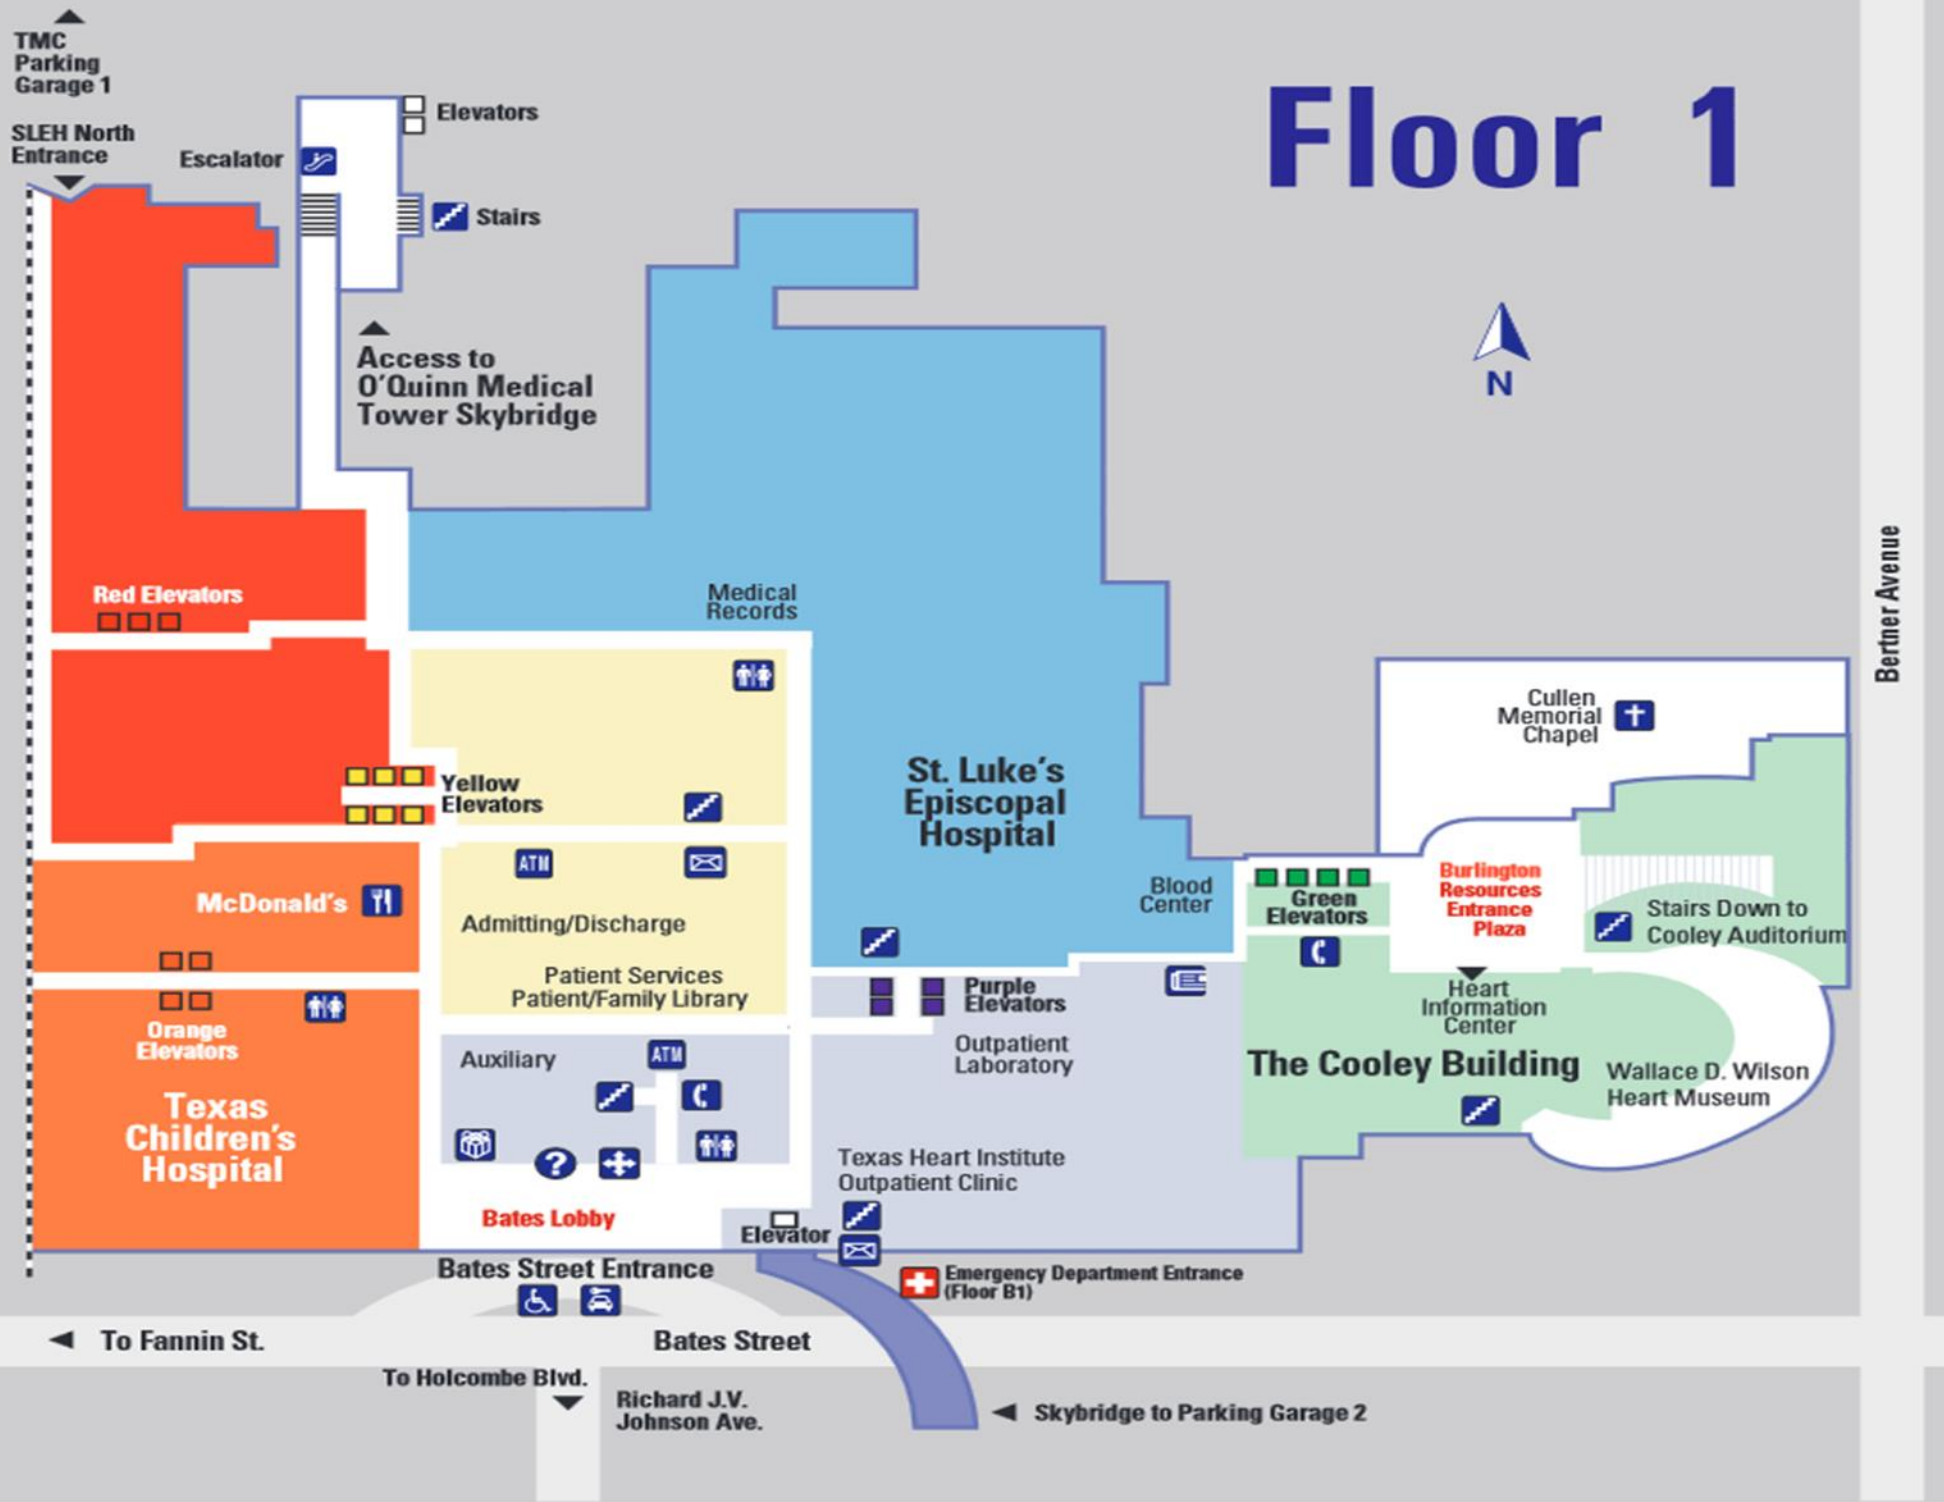 TMC
Parking
Garage 1
SLEH North
Entrance
Escalator
Elevators
Stairs
Floor 1
N
Access to
O'Quinn Medical
Tower Skybridge
Bertner Avenue
Red Elevators
Medical
Records
Yellow
Elevators
St. Luke's
Episcopal
Hospital
Cullen
Memorial
Chapel
ATM
McDonald's
Admitting/Discharge
Blood
Center
Green
Elevators
Burlington
Resources
Entrance
Plaza
Stairs Down to
Cooley Auditorium
Patient Services
Patient/Family Library
Purple
Elevators
Heart
Information
Center
Orange
Elevators
Auxiliary
ATM
Outpatient
Laboratory
The Cooley Building
Wallace D. Wilson
Heart Museum
Texas
Children's
Hospital
?
Texas Heart Institute
Outpatient Clinic
Bates Lobby
Elevator
Bates Street Entrance
Emergency Department Entrance
(Floor B1)
To Fannin St.
Bates Street
To Holcombe Blvd.
Richard J.V.
Johnson Ave.
Skybridge to Parking Garage 2